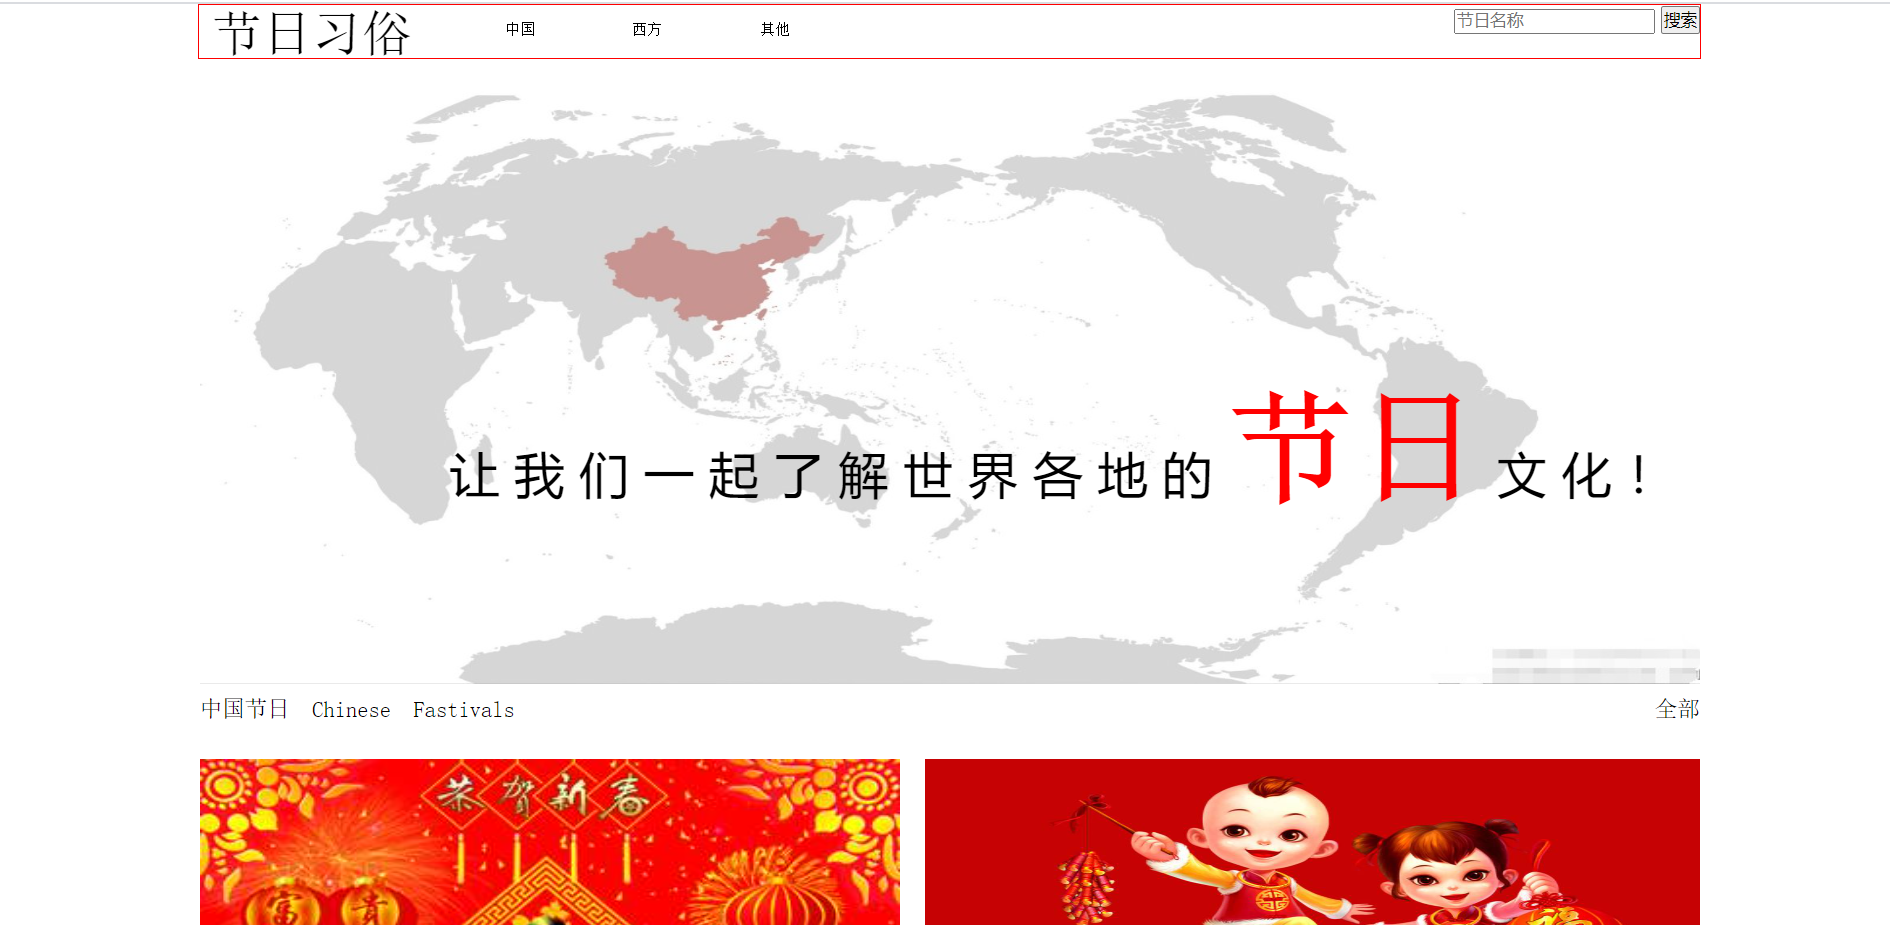 节日习俗 中国 西方 其他 节日名称 搜索
让我们一起了解世界各地的节日文化！
中国节日 Chinese Fastivals 全部
恭贺新春
富 贵
福